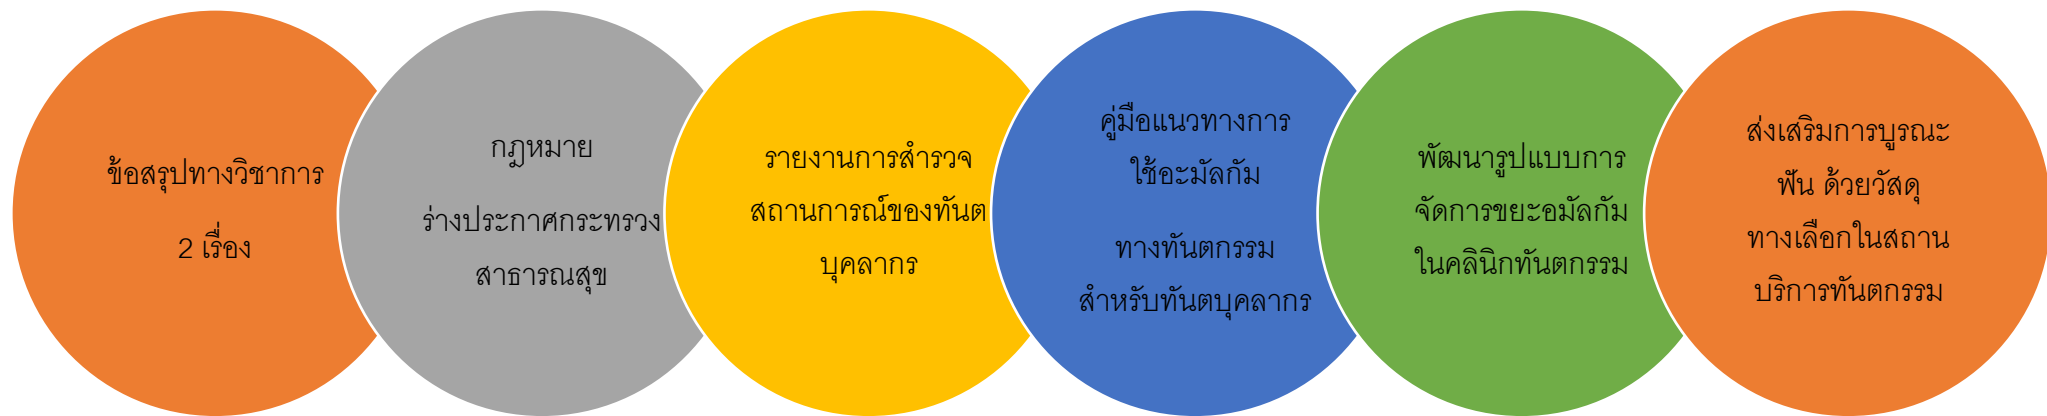 ข้อสรุปทางวิชาการ
2 เรื่อง
กฎหมาย
ร่างประกาศกระทรวง
สาธารณสุข
รายงานการสำรวจ
สถานการณ์ของทันต
บุคลากร
คู่มือแนวทางการ
ใช้อะมัลกัม
ทางทันตกรรม
สำหรับทันตบุคลากร
พัฒนารูปแบบการ
จัดการขยะอมัลกัม
ในคลินิกทันตกรรม
ส่งเสริมการบูรณะ
ฟัน ด้วยวัสดุ
ทางเลือกในสถาน
บริการทันตกรรม